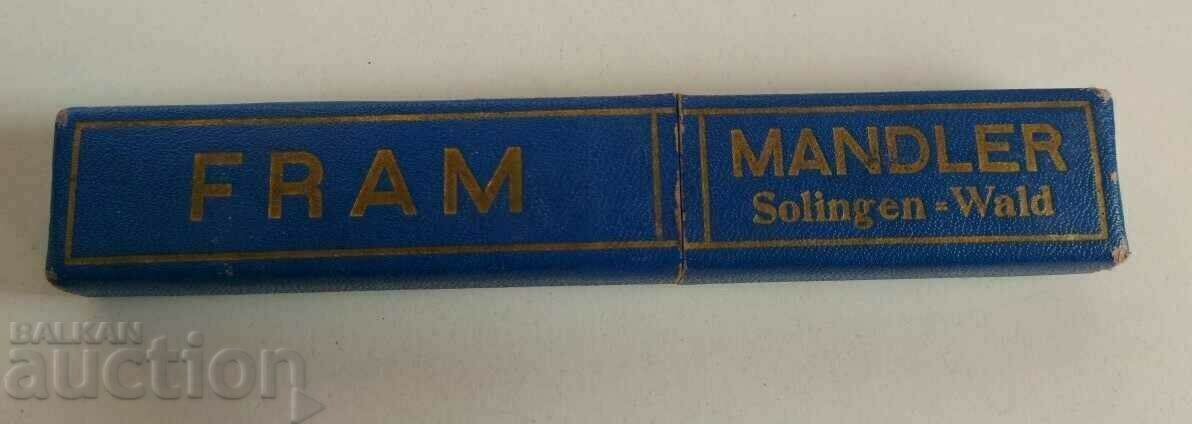 FRAM
MANDLER
Solingen=Wald
BALKAN
auction